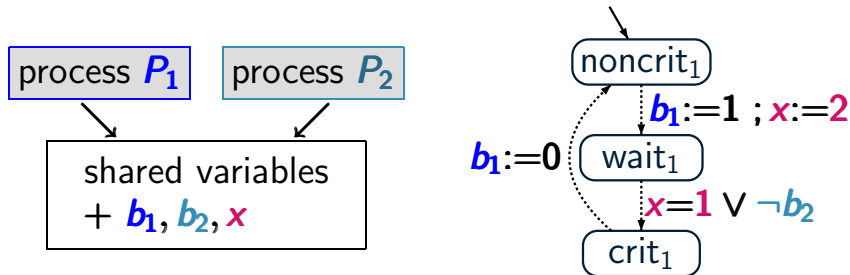 process P₁
process P₂
shared variables
+ b₁, b₂, x
noncrit₁
b₁:=1 ; x:=2
b₁:=0
wait₁
x=1 ∨ ¬b₂
crit₁